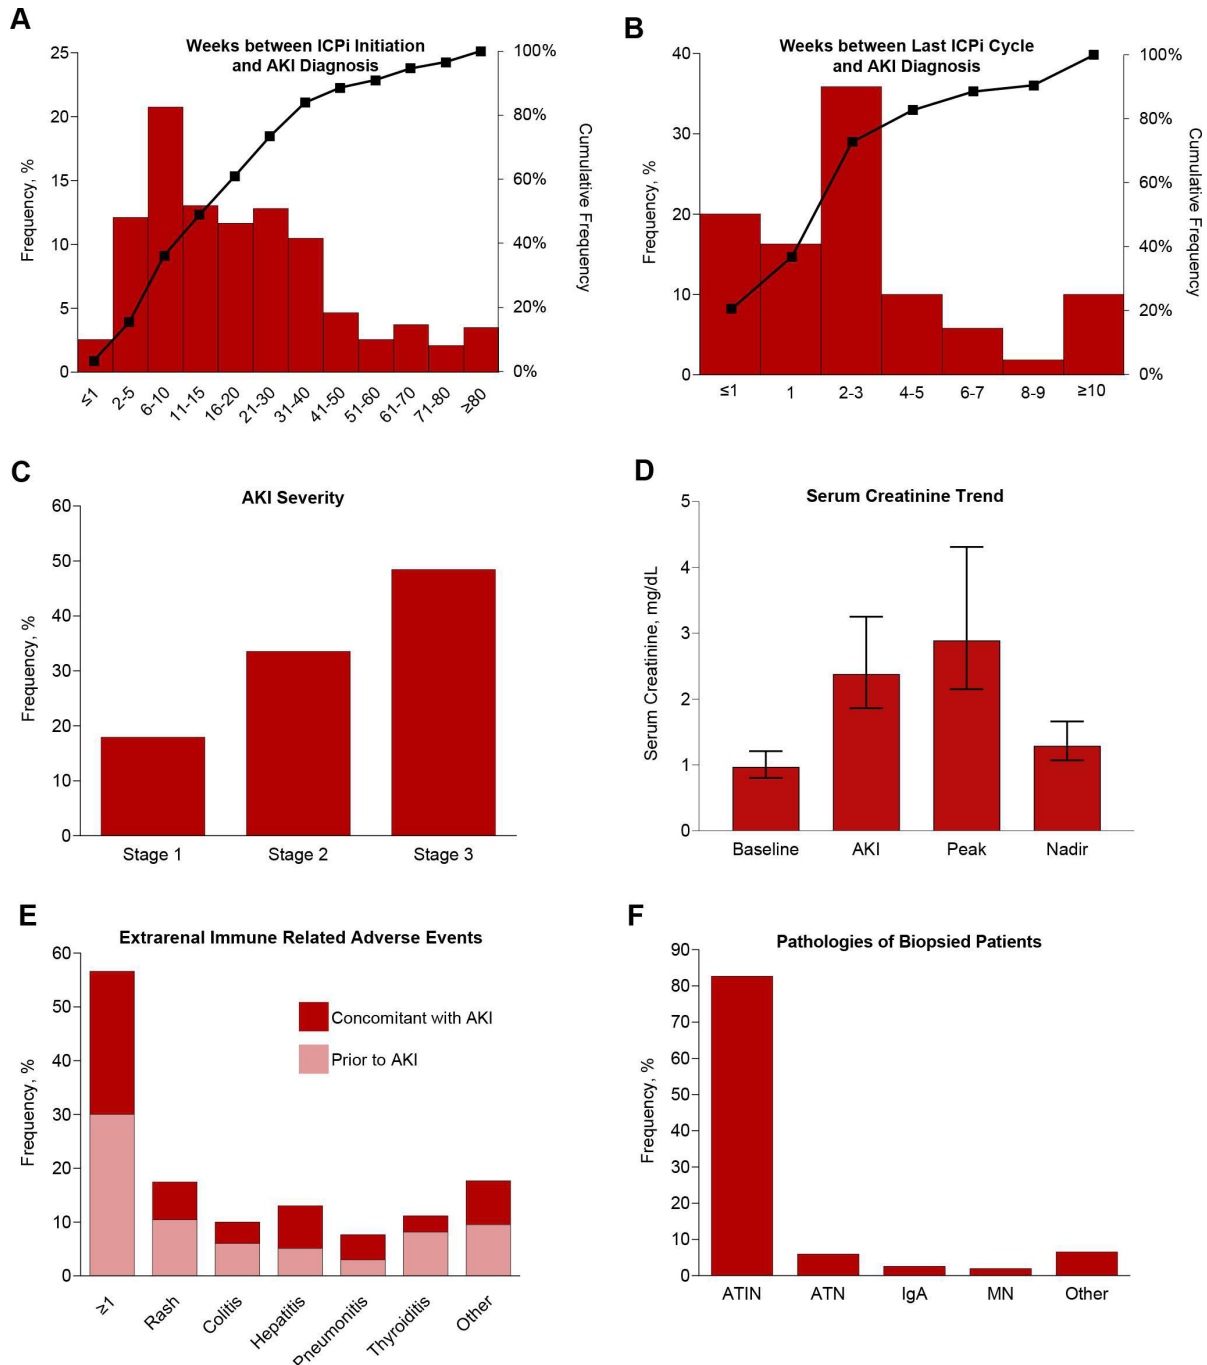 A
Weeks between ICPi Initiation
and AKI Diagnosis
Frequency, %
25
20
15
10
5
0
100%
80%
60%
40%
20%
0%
Cumulative Frequency
≤1
2-5
6-10
11-15
16-20
21-30
31-40
41-50
51-60
61-70
71-80
≥80
B
Weeks between Last ICPi Cycle
and AKI Diagnosis
Frequency, %
40
30
20
10
0
100%
80%
60%
40%
20%
0%
Cumulative Frequency
≤1
1
2-3
4-5
6-7
8-9
≥10
C
AKI Severity
Frequency, %
60
50
40
30
20
10
0
Stage 1
Stage 2
Stage 3
D
Serum Creatinine Trend
Serum Creatinine, mg/dL
5
4
3
2
1
0
Baseline
AKI
Peak
Nadir
E
Extrarenal Immune Related Adverse Events
Frequency, %
60
50
40
30
20
10
0
Concomitant with AKI
Prior to AKI
≥1
Rash
Colitis
Hepatitis
Pneumonitis
Thyroiditis
Other
F
Pathologies of Biopsied Patients
Frequency, %
90
80
70
60
50
40
30
20
10
0
ATIN
ATN
IgA
MN
Other